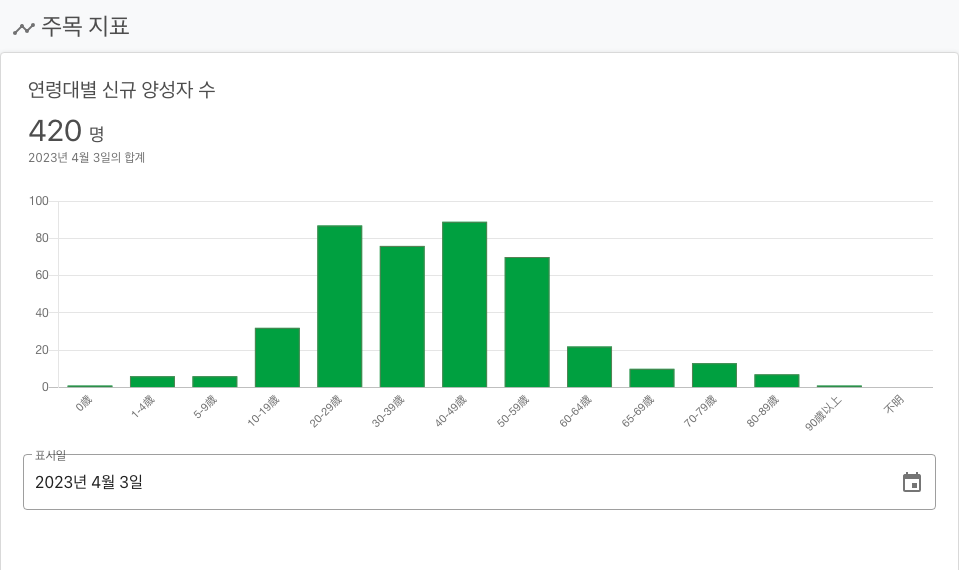 주목 지표
연령대별 신규 양성자 수
420 명
2023년 4월 3일의 합계
100
80
60
40
20
0
0歳
1-4歳
5-9歳
10-19歳
20-29歳
30-39歳
40-49歳
50-59歳
60-64歳
65-69歳
70-79歳
80-89歳
90歳以上
不明
표시일
2023년 4월 3일